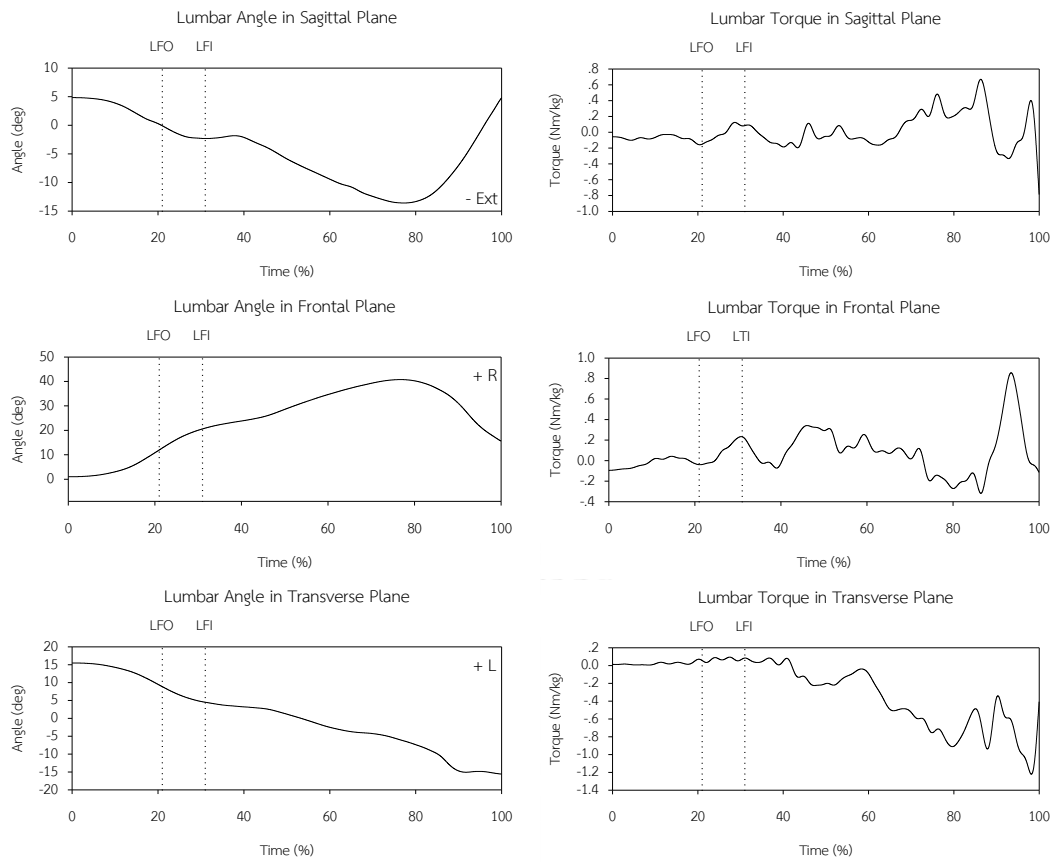 Lumbar Angle in Sagittal Plane
LFO LFI
Angle (deg)
10
5
0
-5
-10
-15
- Ext
0 20 40 60 80 100
Time (%)
Lumbar Torque in Sagittal Plane
LFO LFI
Torque (Nm/kg)
.8
.6
.4
.2
0.0
-.2
-.4
-.6
-.8
-1.0
0 20 40 60 80 100
Time (%)
Lumbar Angle in Frontal Plane
LFO LFI
Angle (deg)
50
40
30
20
10
0
+ R
0 20 40 60 80 100
Time (%)
Lumbar Torque in Frontal Plane
LFO LTI
Torque (Nm/kg)
1.0
.8
.6
.4
.2
0.0
-.2
-.4
0 20 40 60 80 100
Time (%)
Lumbar Angle in Transverse Plane
LFO LFI
Angle (deg)
20
15
10
5
0
-5
-10
-15
-20
+ L
0 20 40 60 80 100
Time (%)
Lumbar Torque in Transverse Plane
LFO LFI
Torque (Nm/kg)
.2
0.0
-.2
-.4
-.6
-.8
-1.0
-1.2
-1.4
0 20 40 60 80 100
Time (%)